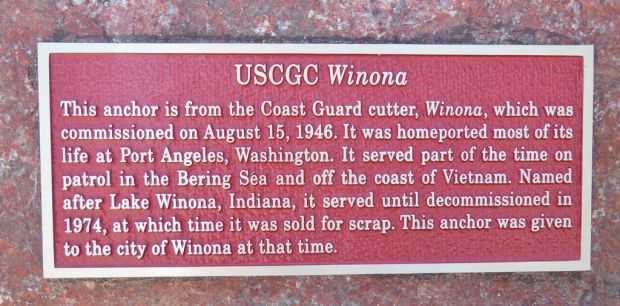 USCGC Winona
This anchor is from the Coast Guard cutter, Winona, which was
commissioned on August 15, 1946. It was homeported most of its
life at Port Angeles, Washington. It served part of the time on
patrol in the Bering Sea and off the coast of Vietnam. Named
after Lake Winona, Indiana, it served until decommissioned in
1974, at which time it was sold for scrap. This anchor was given
to the city of Winona at that time.